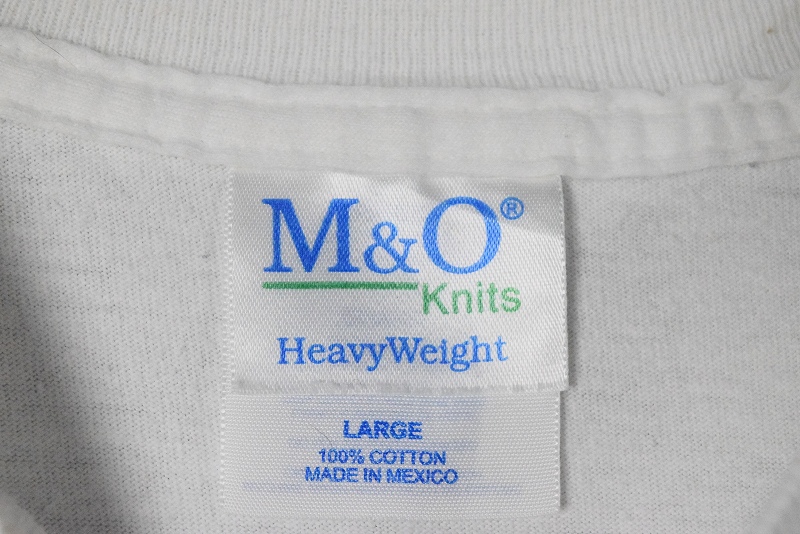 M&O®
Knits
HeavyWeight
LARGE
100% COTTON
MADE IN MEXICO